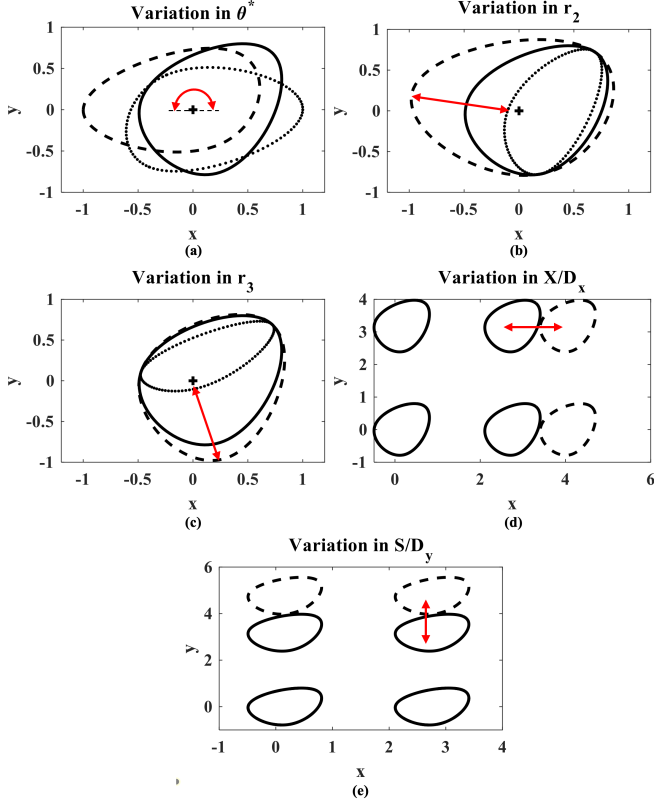 Variation in θ*
Variation in r2
y
1
0.5
0
-0.5
-1
-1 -0.5 0 0.5 1
x
(a)
y
1
0.5
0
-0.5
-1
-1 -0.5 0 0.5 1
x
(b)
Variation in r3
Variation in X/Dx
y
1
0.5
0
-0.5
-1
-1 -0.5 0 0.5 1
x
(c)
y
4
3
2
1
0
-1
0 2 4 6
x
(d)
Variation in S/Dy
y
6
4
2
0
-1 0 1 2 3 4
x
(e)